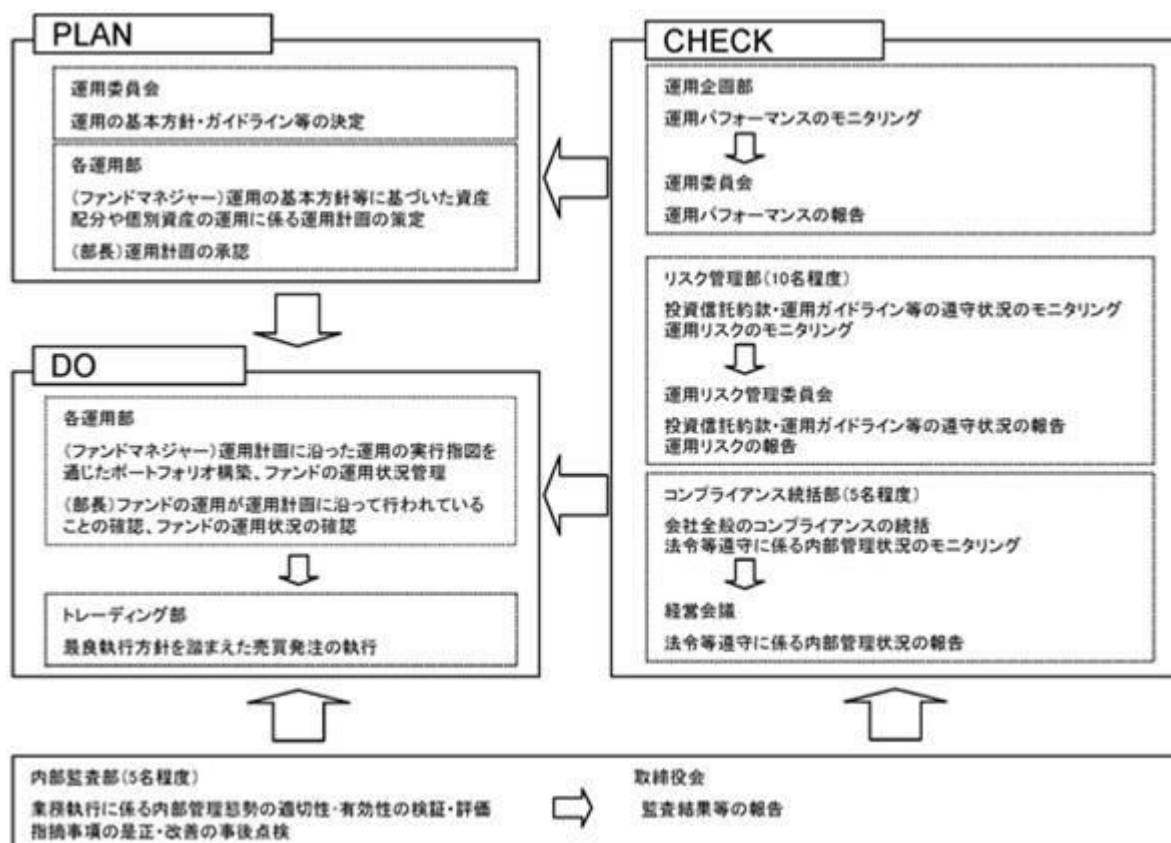 PLAN
運用委員会
運用の基本方針・ガイドライン等の決定
各運用部
(ファンドマネジャー)運用の基本方針等に基づいた資産
配分や個別資産の運用に係る運用計画の策定
(部長)運用計画の承認
DO
各運用部
(ファンドマネジャー)運用計画に沿った運用の実行指図を
通じたポートフォリオ構築、ファンドの運用状況管理
(部長)ファンドの運用が運用計画に沿って行われている
ことの確認、ファンドの運用状況の確認
トレーディング部
最良執行方針を踏まえた売買発注の執行
CHECK
運用企画部
運用パフォーマンスのモニタリング
運用委員会
運用パフォーマンスの報告
リスク管理部(10名程度)
投資信託約款・運用ガイドライン等の遵守状況のモニタリング
運用リスクのモニタリング
運用リスク管理委員会
投資信託約款・運用ガイドライン等の遵守状況の報告
運用リスクの報告
コンプライアンス統括部(5名程度)
会社全般のコンプライアンスの統括
法令等遵守に係る内部管理状況のモニタリング
経営会議
法令等遵守に係る内部管理状況の報告
内部監査部(5名程度)
業務執行に係る内部管理態勢の適切性・有効性の検証・評価
指摘事項の是正・改善の事後点検
取締役会
監査結果等の報告